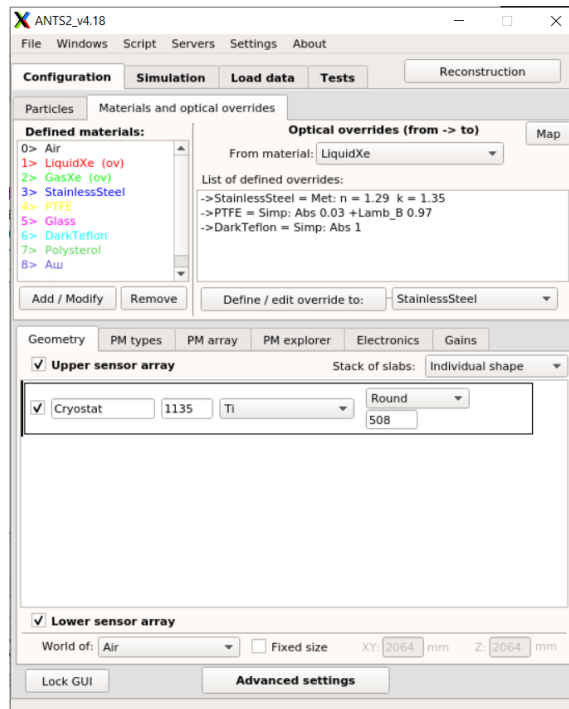 ANTS2_v4.18
File Windows Script Servers Settings About
Configuration Simulation Load data Tests Reconstruction
Particles Materials and optical overrides
Defined materials:
0> Air
1> LiquidXe (ov)
2> GasXe (ov)
3> StainlessSteel
4> PTFE
5> Glass
6> DarkTeflon
7> Polysterol
8> Аш
Add / Modify Remove
Optical overrides (from -> to) Map
From material: LiquidXe
List of defined overrides:
->StainlessSteel = Met: n = 1.29 k = 1.35
->PTFE = Simp: Abs 0.03 +Lamb_B 0.97
->DarkTeflon = Simp: Abs 1
Define / edit override to: StainlessSteel
Geometry PM types PM array PM explorer Electronics Gains
Upper sensor array Stack of slabs: Individual shape
Cryostat 1135 Ti Round
508
Lower sensor array
World of: Air Fixed size XY: 2064 mm Z: 2064 mm
Lock GUI Advanced settings